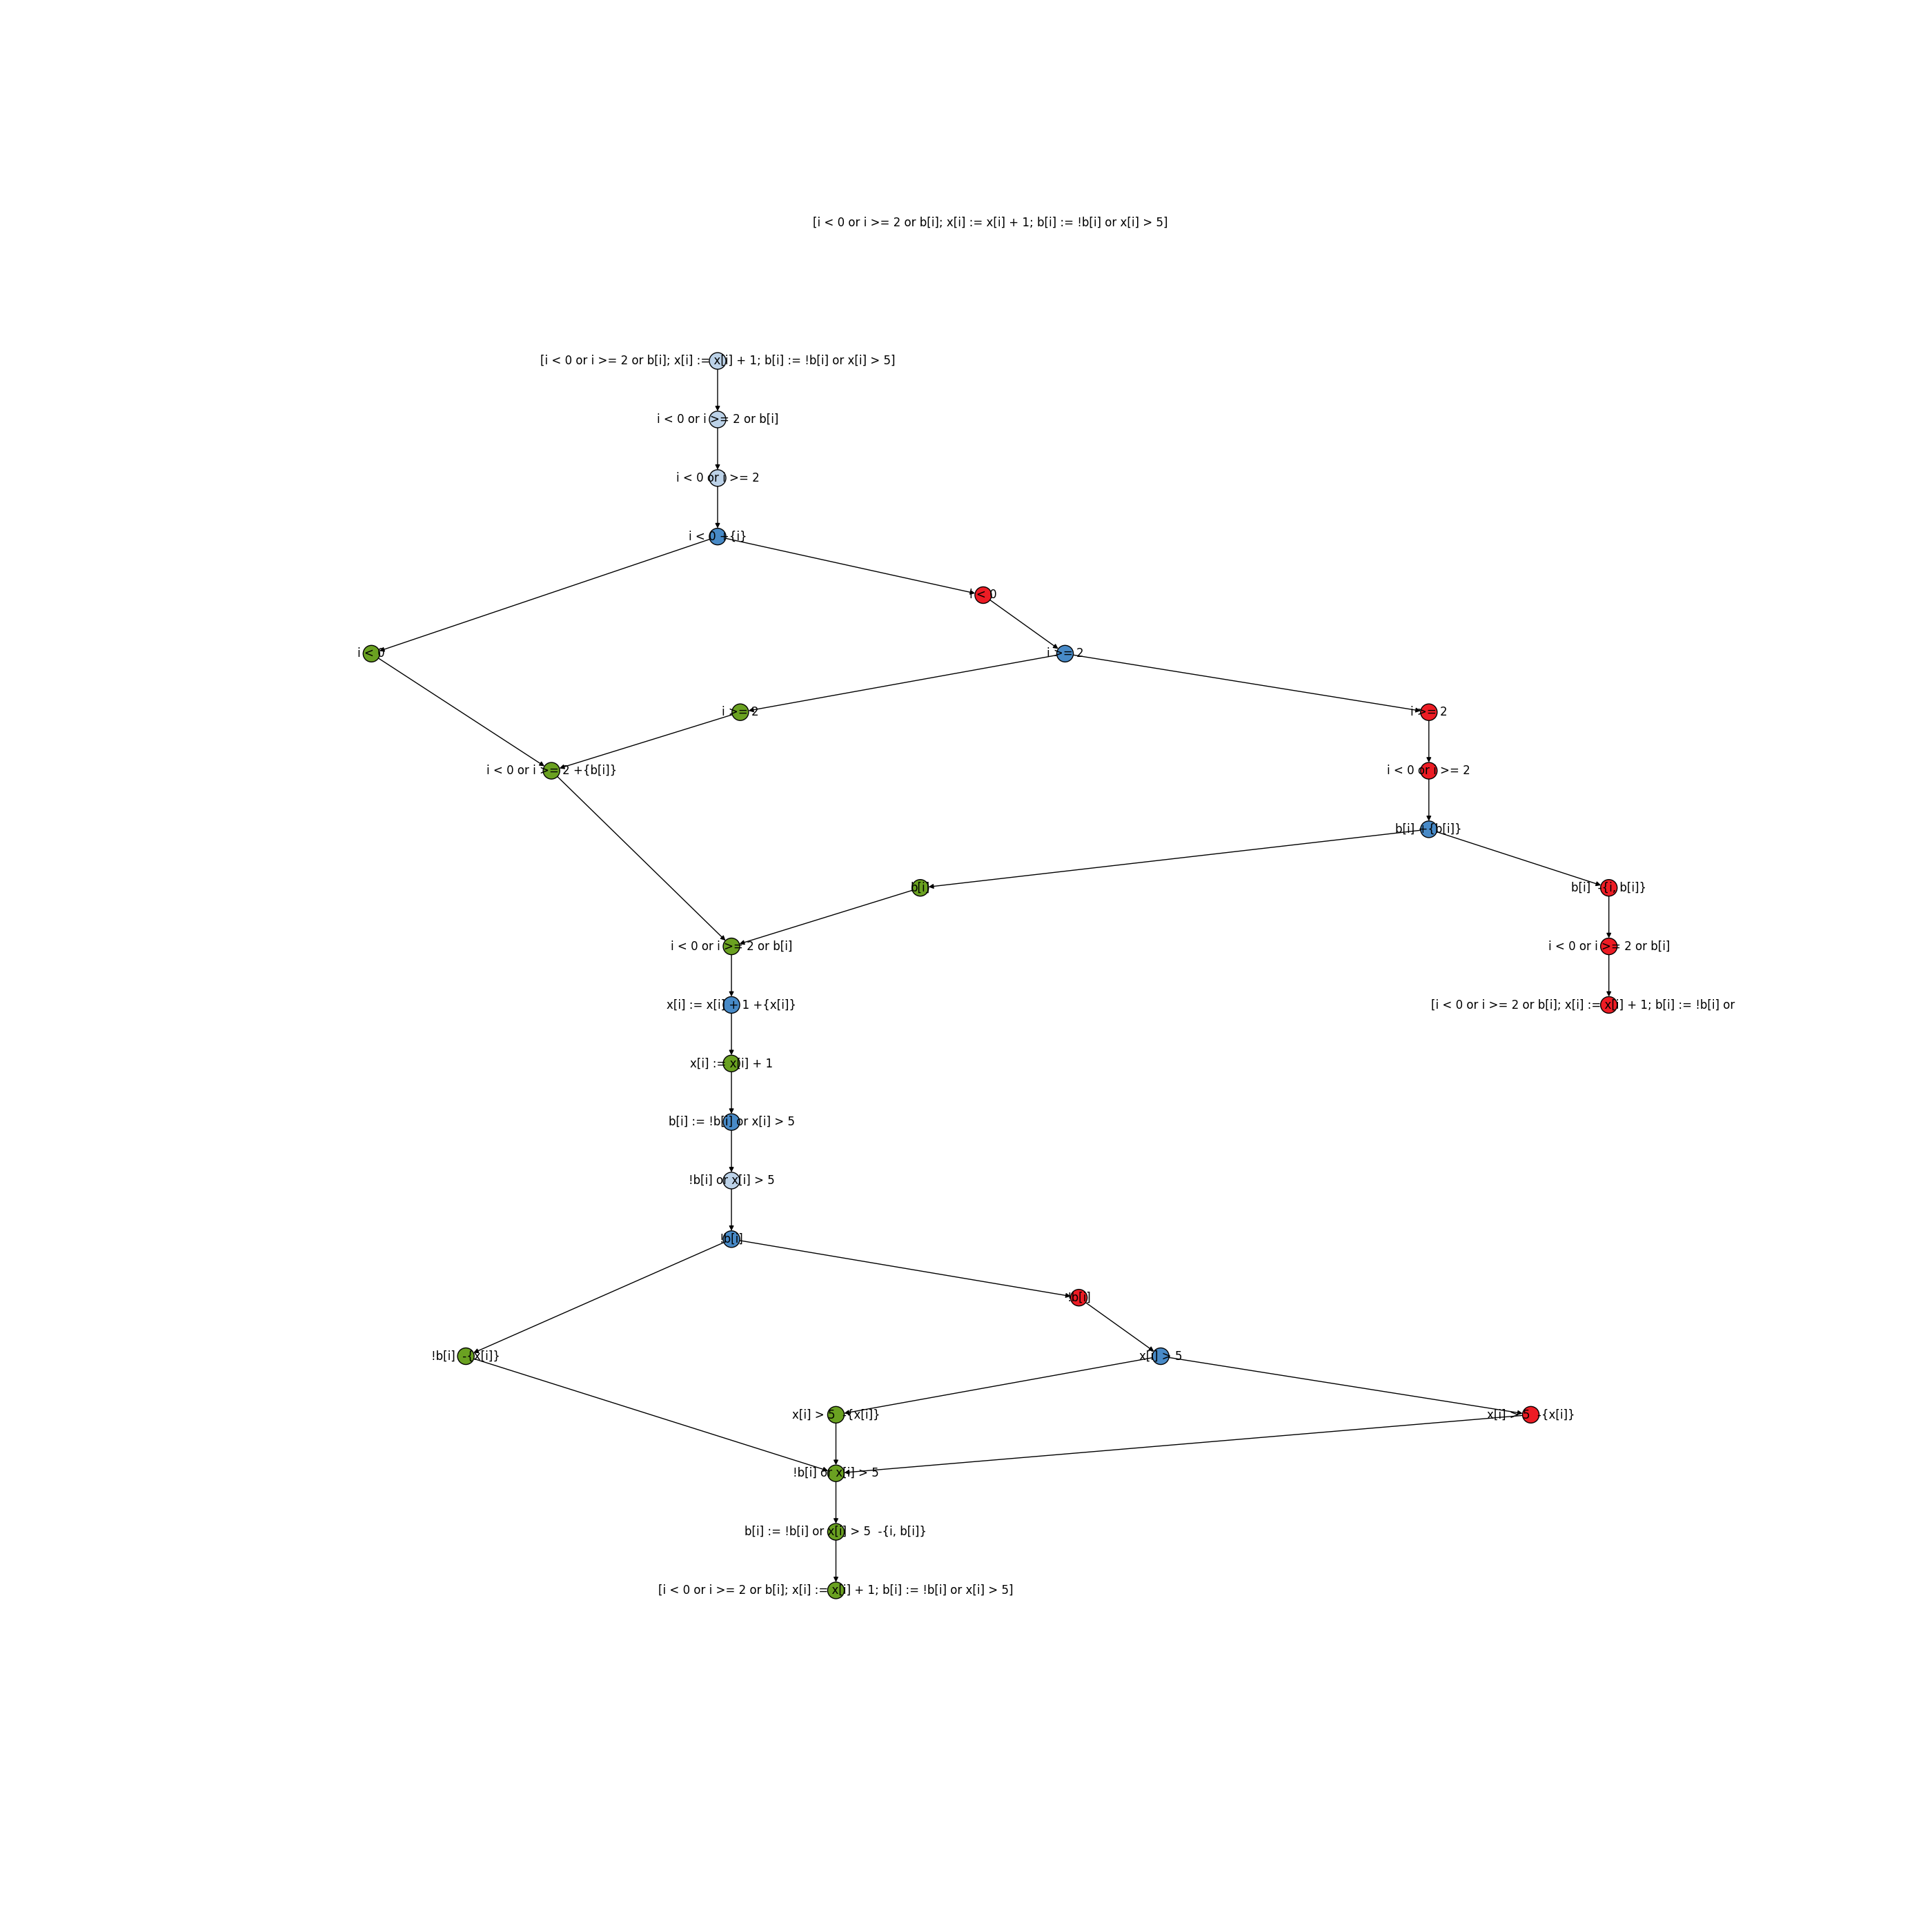 [i < 0 or i >= 2 or b[i]; x[i] := x[i] + 1; b[i] := !b[i] or x[i] > 5]
[i < 0 or i >= 2 or b[i]; x[i] := x[i] + 1; b[i] := !b[i] or x[i] > 5]
i < 0 or i >= 2 or b[i]
i < 0 or i >= 2
i < 0 +{i}
i < 0
i < 0
i >= 2
i >= 2
i >= 2
i < 0 or i >= 2 +{b[i]}
i < 0 or i >= 2
b[i] +{b[i]}
b[i]
b[i] -{i, b[i]}
i < 0 or i >= 2 or b[i]
i < 0 or i >= 2 or b[i]
x[i] := x[i] + 1 +{x[i]}
[i < 0 or i >= 2 or b[i]; x[i] := x[i] + 1; b[i] := !b[i] or
x[i] := x[i] + 1
b[i] := !b[i] or x[i] > 5
!b[i] or x[i] > 5
!b[i]
!b[i]
!b[i] -{x[i]}
x[i] > 5
x[i] > 5 -{x[i]}
x[i] > 5 -{x[i]}
!b[i] or x[i] > 5
b[i] := !b[i] or x[i] > 5 -{i, b[i]}
[i < 0 or i >= 2 or b[i]; x[i] := x[i] + 1; b[i] := !b[i] or x[i] > 5]